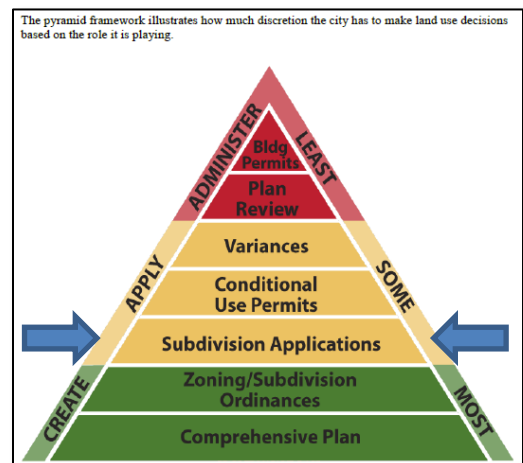 The pyramid framework illustrates how much discretion the city has to make land use decisions
based on the role it is playing.
ADMINISTER
LEAST
Bldg
Permits
Plan
Review
APPLY
SOME
Variances
Conditional
Use Permits
Subdivision Applications
CREATE
MOST
Zoning/Subdivision
Ordinances
Comprehensive Plan